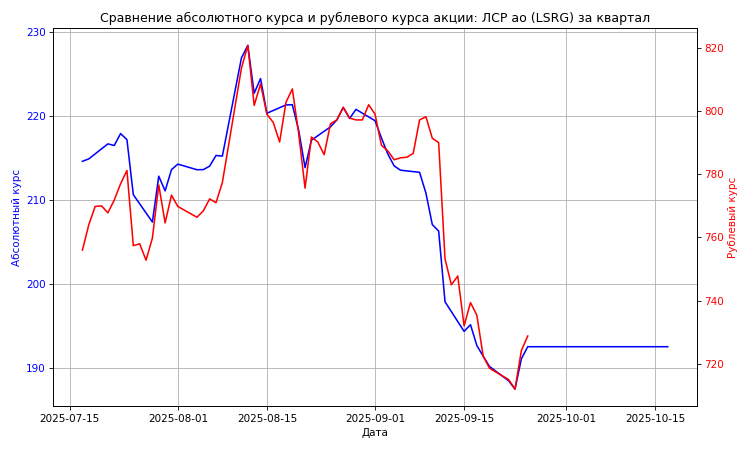 Сравнение абсолютного курса и рублевого курса акции: ЛСР ао (LSRG) за квартал
230
220
210
200
190
Абсолютный курс
820
800
780
760
740
720
Рублевый курс
2025-07-15 2025-08-01 2025-08-15 2025-09-01 2025-09-15 2025-10-01 2025-10-15
Дата